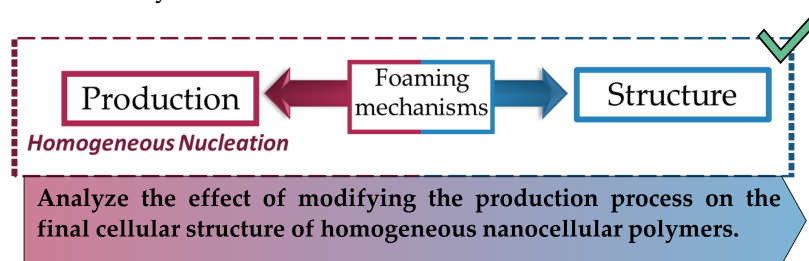 Foaming
Production
mechanisms
Structure
Homogeneous Nucleation
Analyze the effect of modifying the production process on the
final cellular structure of homogeneous nanocellular polymers.